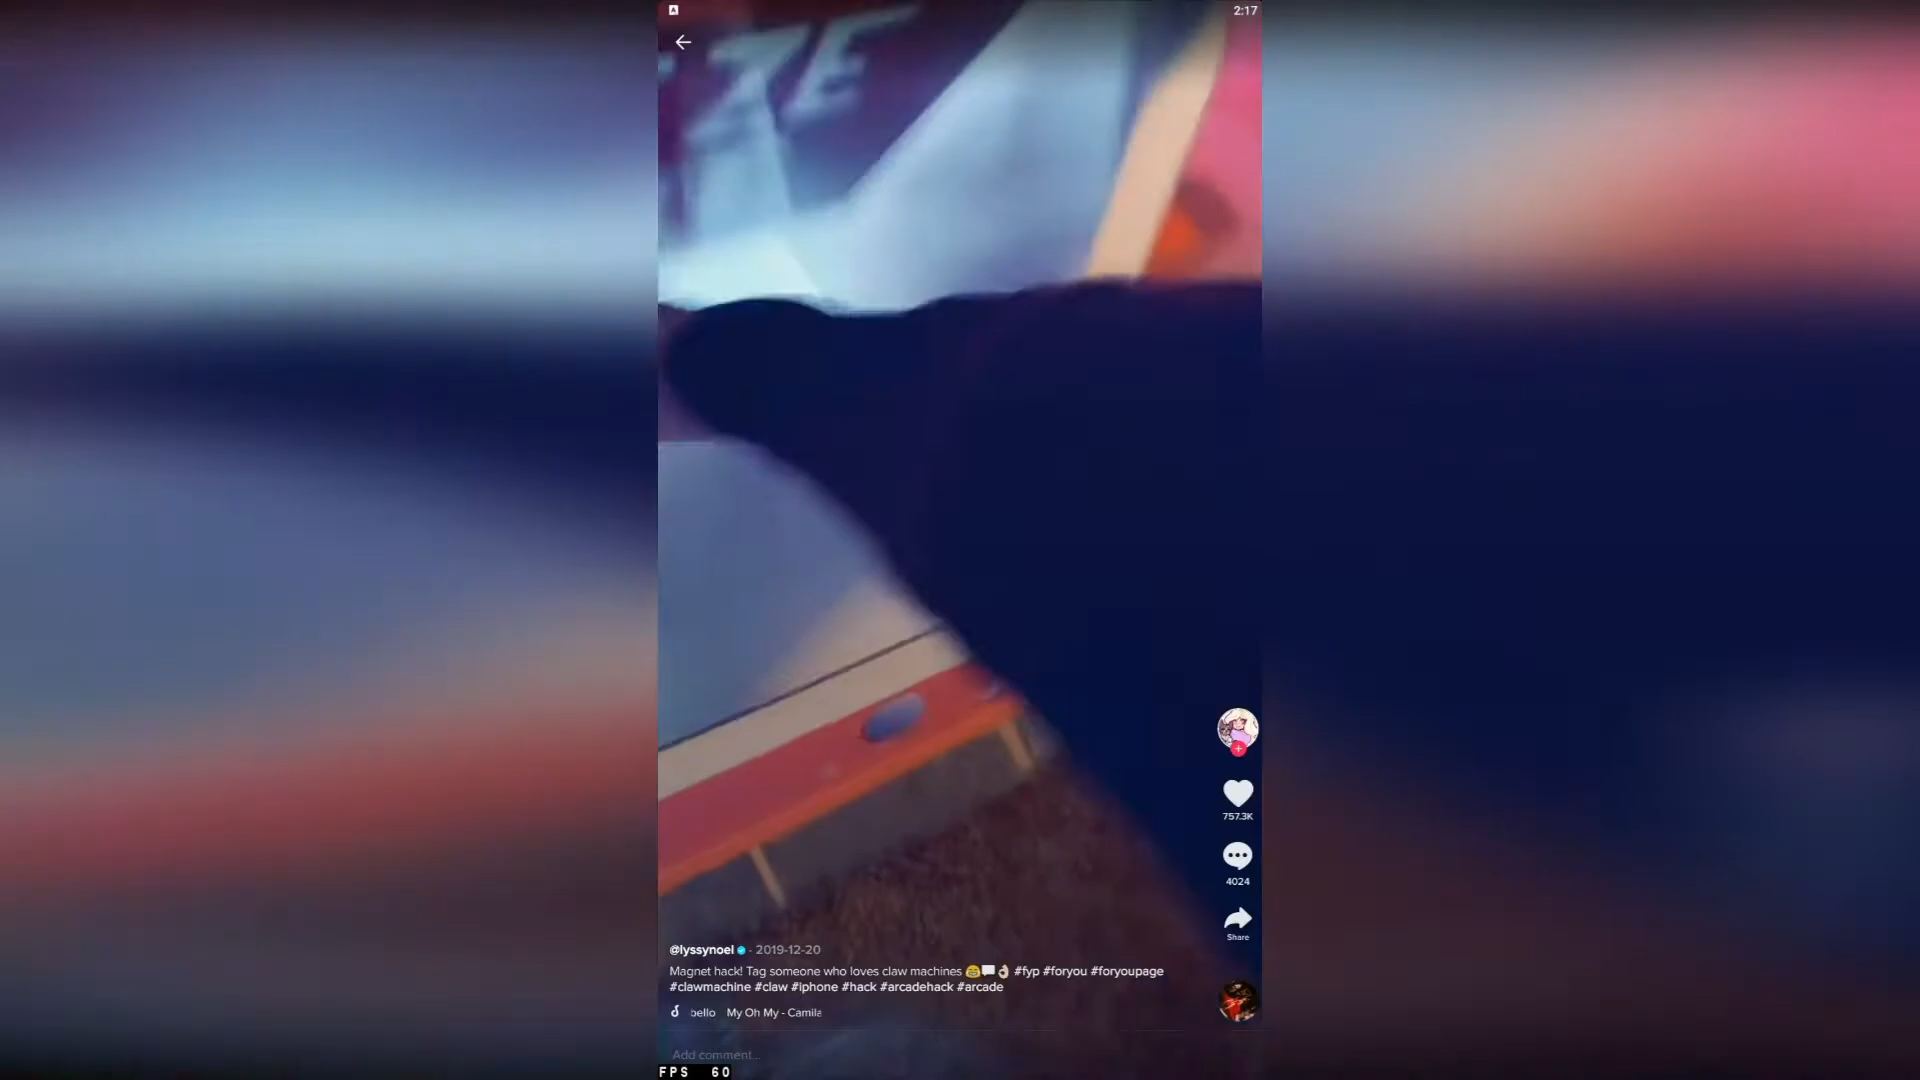 2:17
ZE
757.3K
4024
Share
@lyssynoel · 2019-12-20
Magnet hack! Tag someone who loves claw machines 😂💬👌🏻 #fyp #foryou #foryoupage
#clawmachine #claw #iphone #hack #arcadehack #arcade
bello My Oh My - Camila
Add comment...
FPS 60